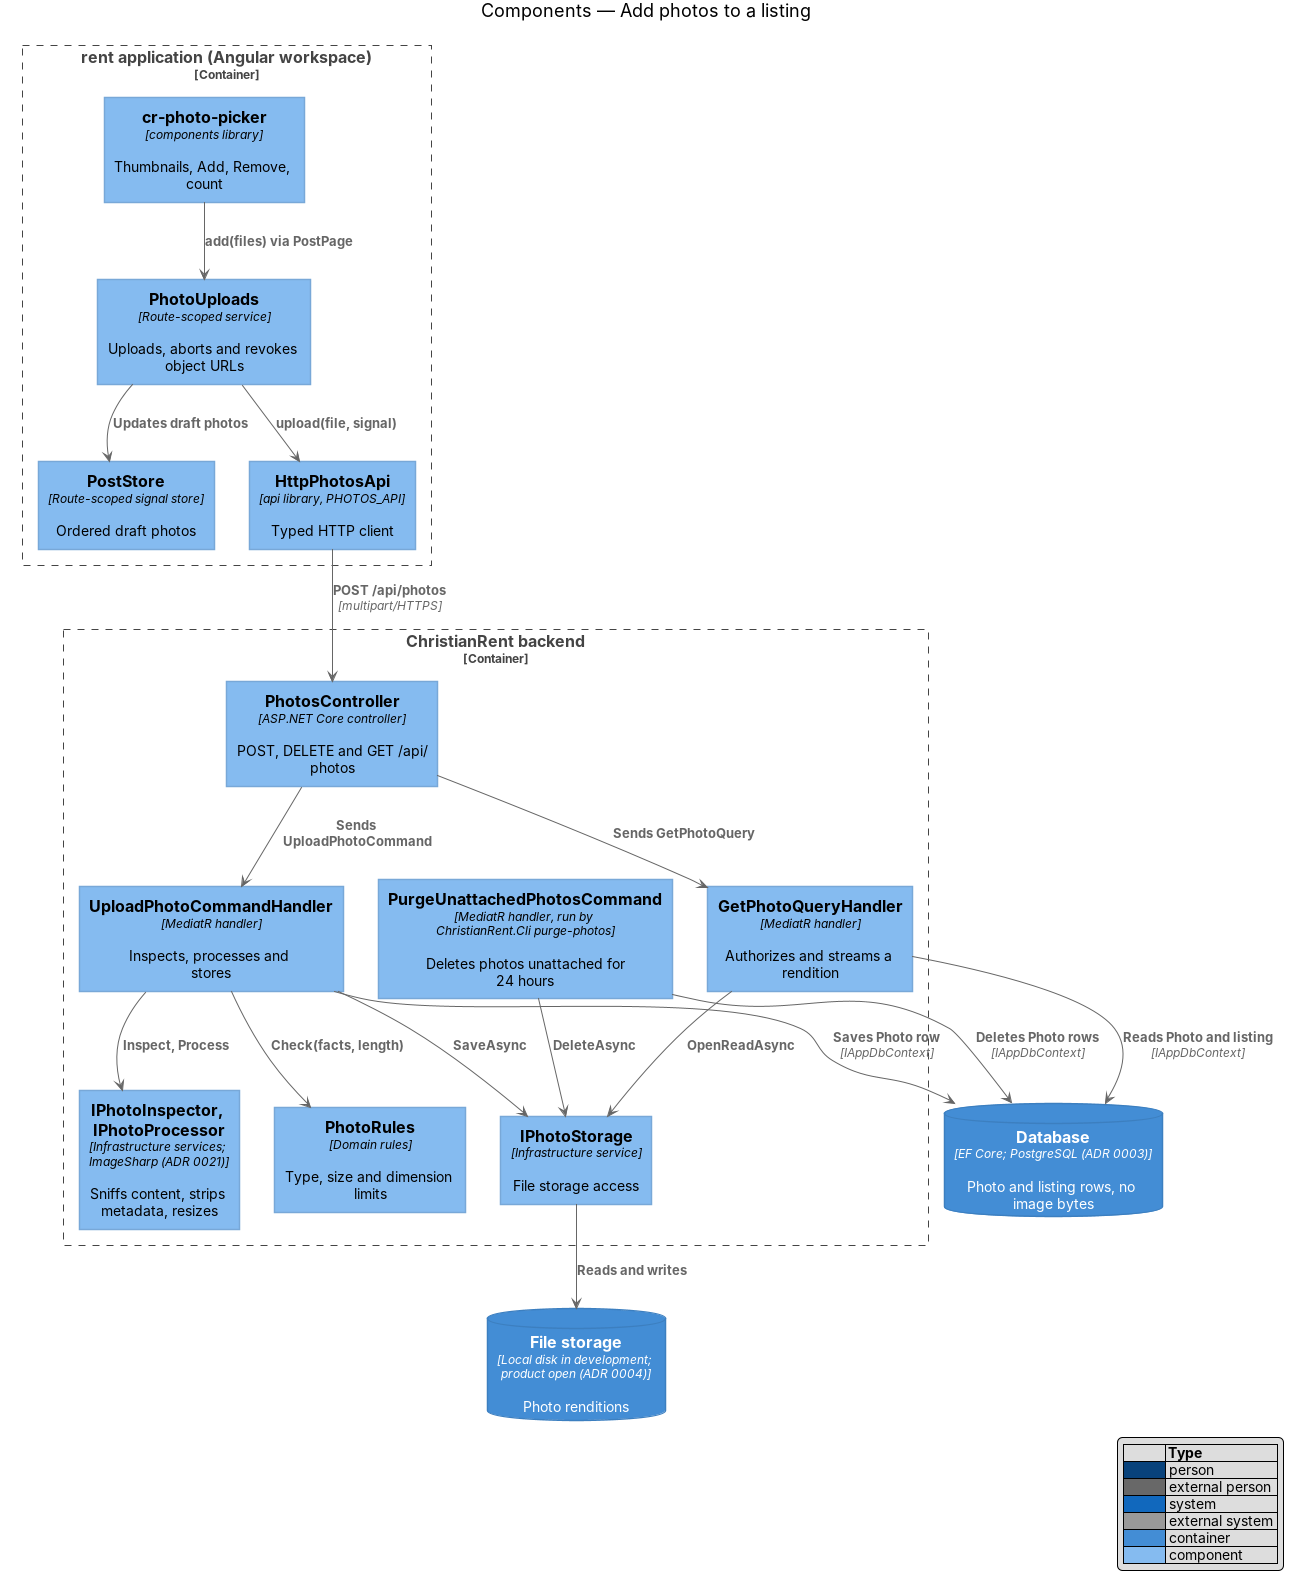 Components — Add photos to a listing
rent application (Angular workspace)
[Container]
cr-photo-picker
[components library]
Thumbnails, Add, Remove,
count
add(files) via PostPage
PhotoUploads
[Route-scoped service]
Uploads, aborts and revokes
object URLs
Updates draft photos
upload(file, signal)
PostStore
[Route-scoped signal store]
Ordered draft photos
HttpPhotosApi
[api library, PHOTOS_API]
Typed HTTP client
POST /api/photos
[multipart/HTTPS]
ChristianRent backend
[Container]
PhotosController
[ASP.NET Core controller]
POST, DELETE and GET /api/
photos
Sends
UploadPhotoCommand
Sends GetPhotoQuery
UploadPhotoCommandHandler
[MediatR handler]
Inspects, processes and
stores
PurgeUnattachedPhotosCommand
[MediatR handler, run by
ChristianRent.Cli purge-photos]
Deletes photos unattached for
24 hours
GetPhotoQueryHandler
[MediatR handler]
Authorizes and streams a
rendition
Inspect, Process
Check(facts, length)
SaveAsync
DeleteAsync
OpenReadAsync
Saves Photo row
[IAppDbContext]
Deletes Photo rows
[IAppDbContext]
Reads Photo and listing
[IAppDbContext]
IPhotoInspector,
IPhotoProcessor
[Infrastructure services;
ImageSharp (ADR 0021)]
Sniffs content, strips
metadata, resizes
PhotoRules
[Domain rules]
Type, size and dimension
limits
IPhotoStorage
[Infrastructure service]
File storage access
Database
[EF Core; PostgreSQL (ADR 0003)]
Photo and listing rows, no
image bytes
Reads and writes
File storage
[Local disk in development;
product open (ADR 0004)]
Photo renditions
Type
person
external person
system
external system
container
component